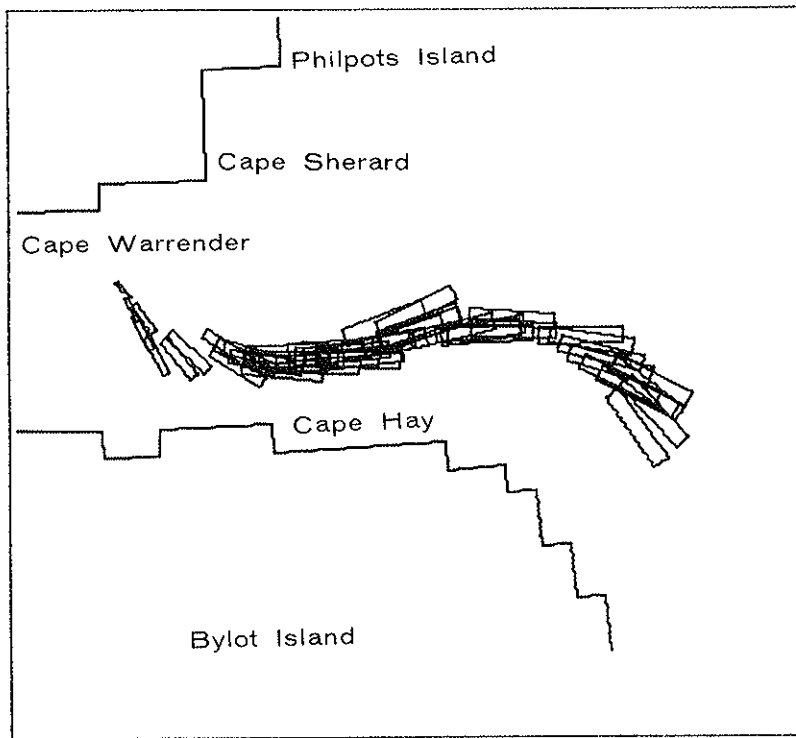 Philpots Island
Cape Sherard
Cape Warrender
Cape Hay
Bylot Island